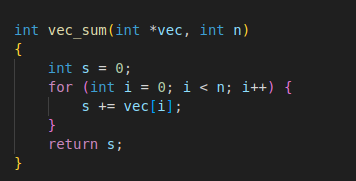 int vec_sum(int *vec, int n)
{
    int s = 0;
    for (int i = 0; i < n; i++) {
        s += vec[i];
    }
    return s;
}